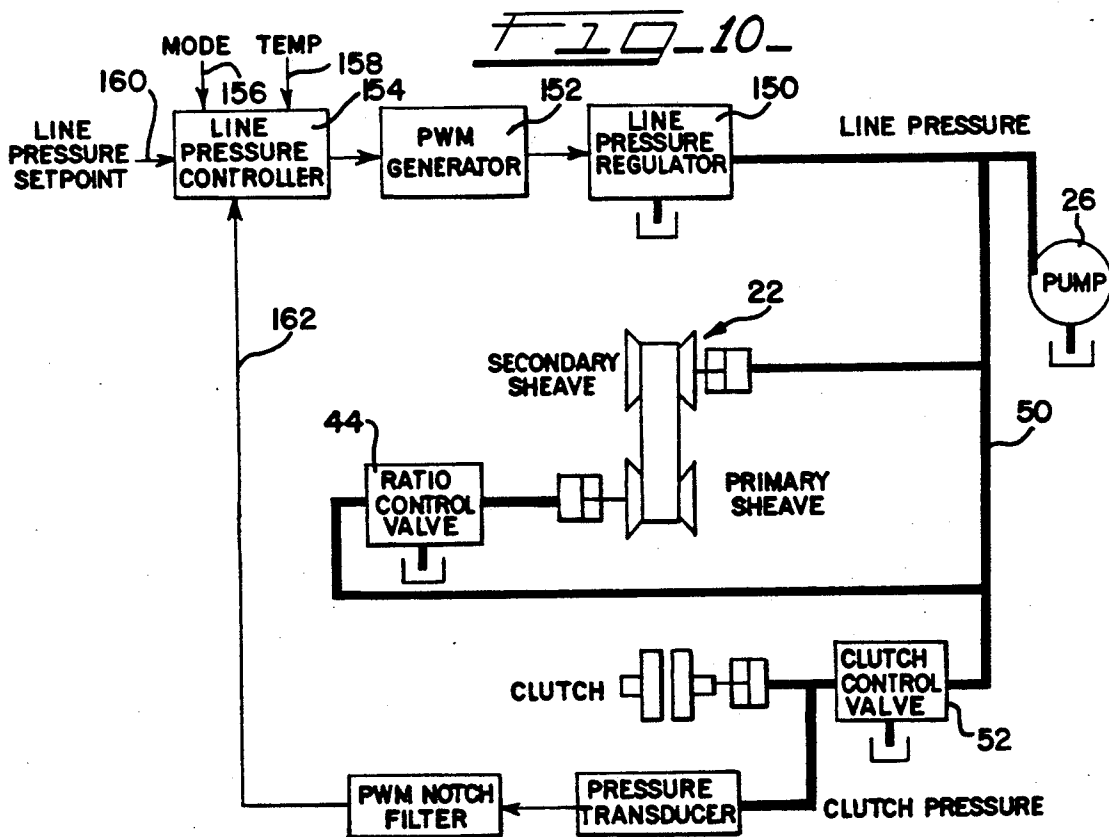 FIG_10_
MODE TEMP
160
156
158
154
152
150
LINE
PRESSURE
SETPOINT
LINE
PRESSURE
CONTROLLER
PWM
GENERATOR
LINE
PRESSURE
REGULATOR
LINE PRESSURE
26
PUMP
162
22
SECONDARY
SHEAVE
50
44
RATIO
CONTROL
VALVE
PRIMARY
SHEAVE
CLUTCH
CLUTCH
CONTROL
VALVE
52
PWM NOTCH
FILTER
PRESSURE
TRANSDUCER
CLUTCH PRESSURE